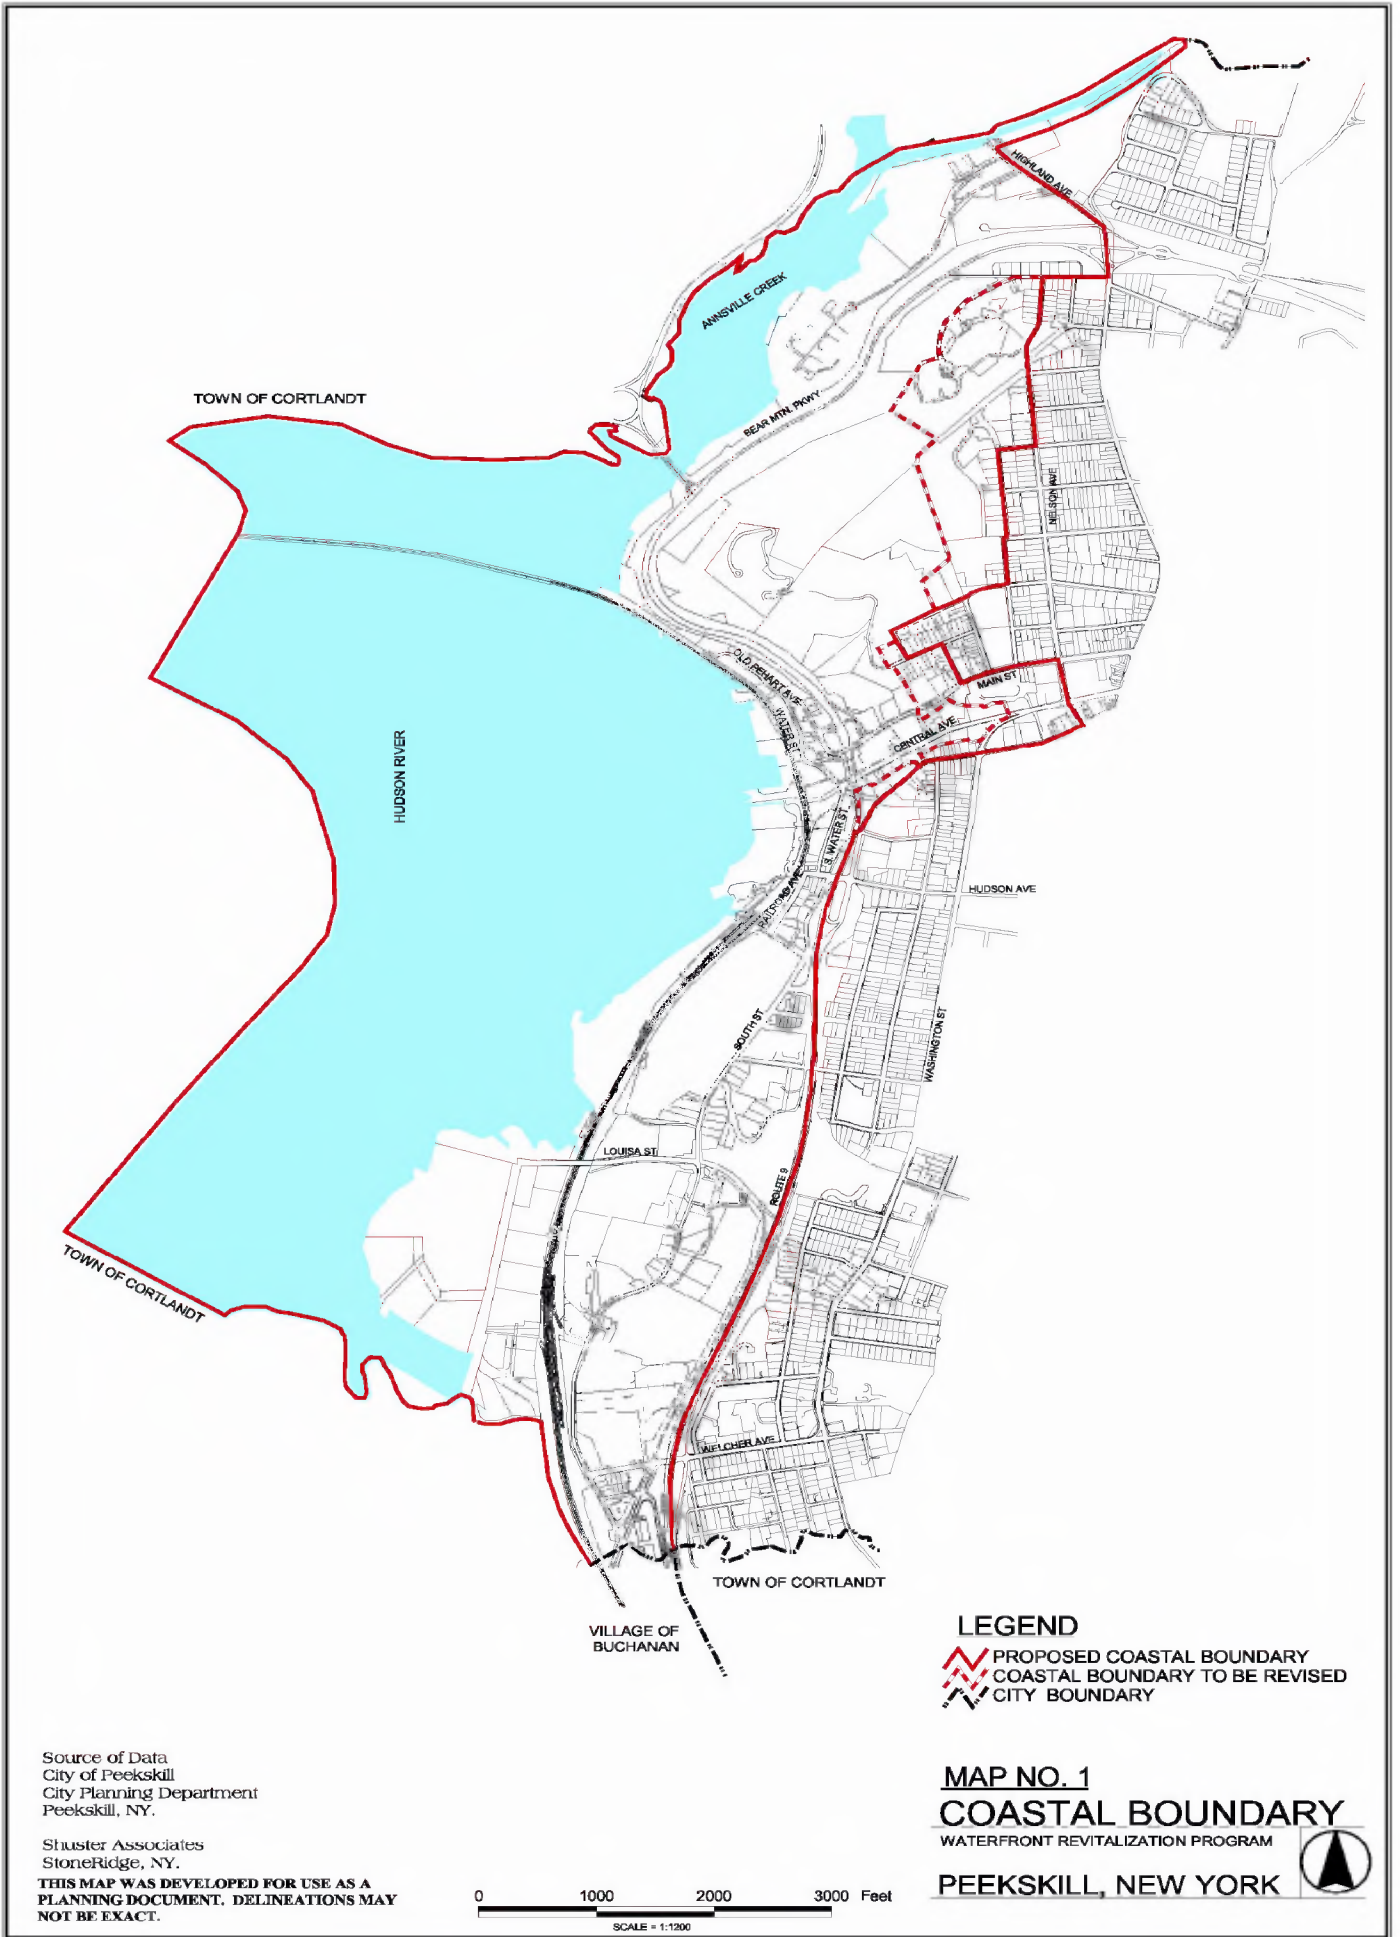 HIGHLAND AVE
ANNSVILLE CREEK
TOWN OF CORTLANDT
BEAR MTN. PKWY
NELSON AVE
OLD PEHART AVE
MAIN ST
WATER ST
CENTRAL AVE
HUDSON RIVER
S. WATER ST
RAILROAD AVE
HUDSON AVE
SOUTH ST
WASHINGTON ST
LOUISA ST
ROUTE 9
TOWN OF CORTLANDT
WELCHER AVE
TOWN OF CORTLANDT
VILLAGE OF
BUCHANAN
LEGEND
PROPOSED COASTAL BOUNDARY
COASTAL BOUNDARY TO BE REVISED
CITY BOUNDARY
Source of Data
City of Peekskill
City Planning Department
Peekskill, NY.
Shuster Associates
StoneRidge, NY.
THIS MAP WAS DEVELOPED FOR USE AS A
PLANNING DOCUMENT. DELINEATIONS MAY
NOT BE EXACT.
0 1000 2000 3000 Feet
SCALE = 1:1200
MAP NO. 1
COASTAL BOUNDARY
WATERFRONT REVITALIZATION PROGRAM
PEEKSKILL, NEW YORK